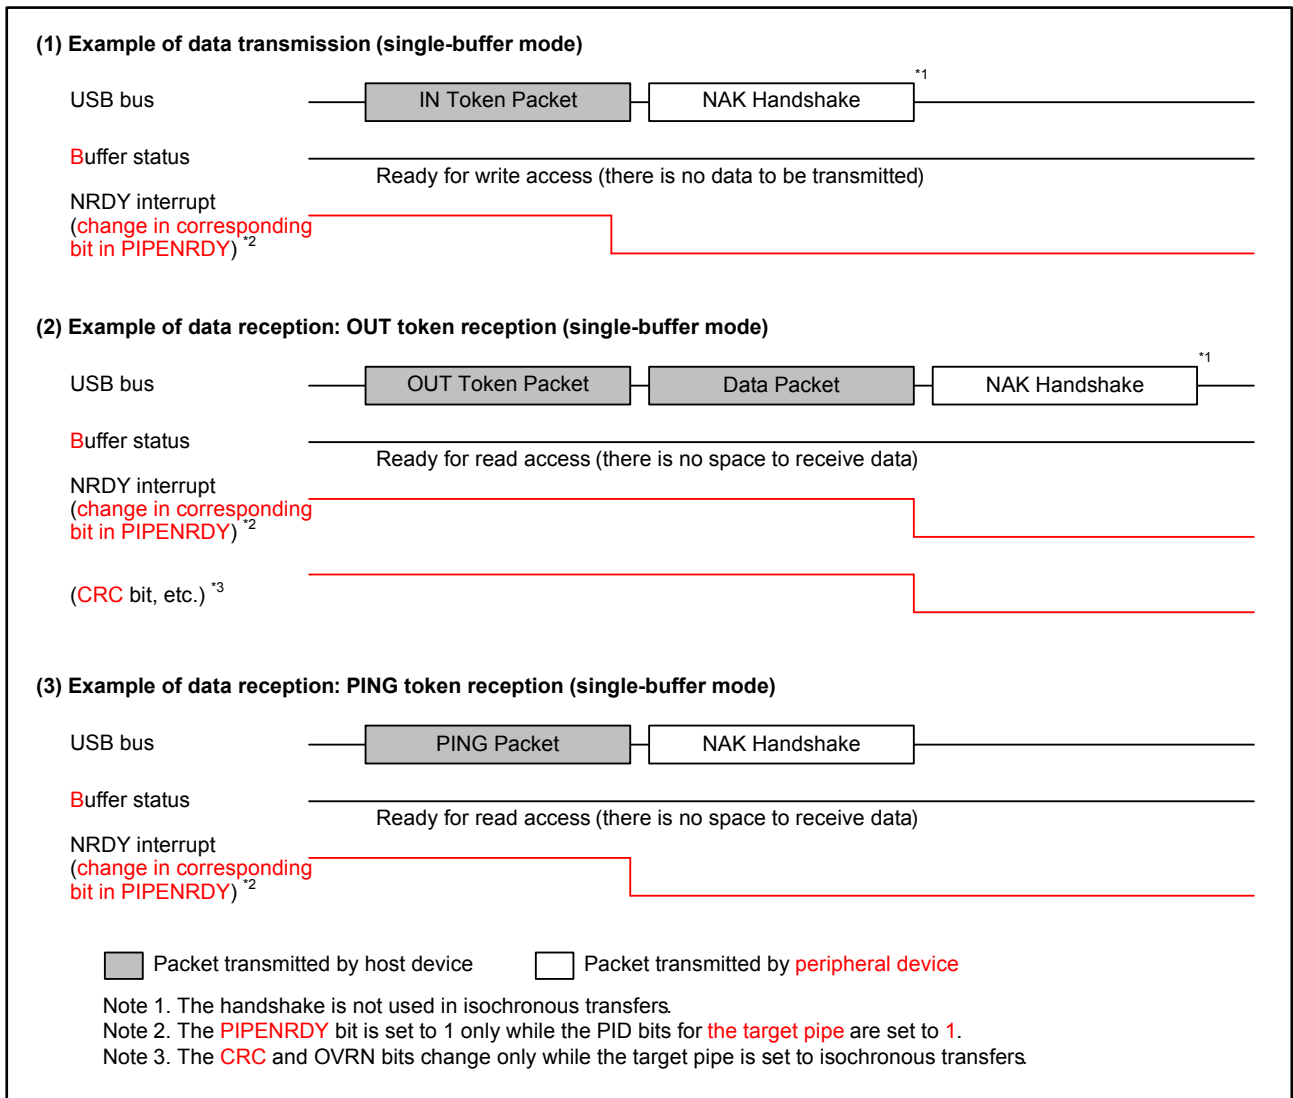 (1) Example of data transmission (single-buffer mode)
*1
USB bus
IN Token Packet
NAK Handshake
Buffer status
Ready for write access (there is no data to be transmitted)
NRDY interrupt
(change in corresponding
bit in PIPENRDY) *2
(2) Example of data reception: OUT token reception (single-buffer mode)
*1
USB bus
OUT Token Packet
Data Packet
NAK Handshake
Buffer status
Ready for read access (there is no space to receive data)
NRDY interrupt
(change in corresponding
bit in PIPENRDY) *2
(CRC bit, etc.) *3
(3) Example of data reception: PING token reception (single-buffer mode)
USB bus
PING Packet
NAK Handshake
Buffer status
Ready for read access (there is no space to receive data)
NRDY interrupt
(change in corresponding
bit in PIPENRDY) *2
Packet transmitted by host device
Packet transmitted by peripheral device
Note 1. The handshake is not used in isochronous transfers.
Note 2. The PIPENRDY bit is set to 1 only while the PID bits for the target pipe are set to 1.
Note 3. The CRC and OVRN bits change only while the target pipe is set to isochronous transfers.